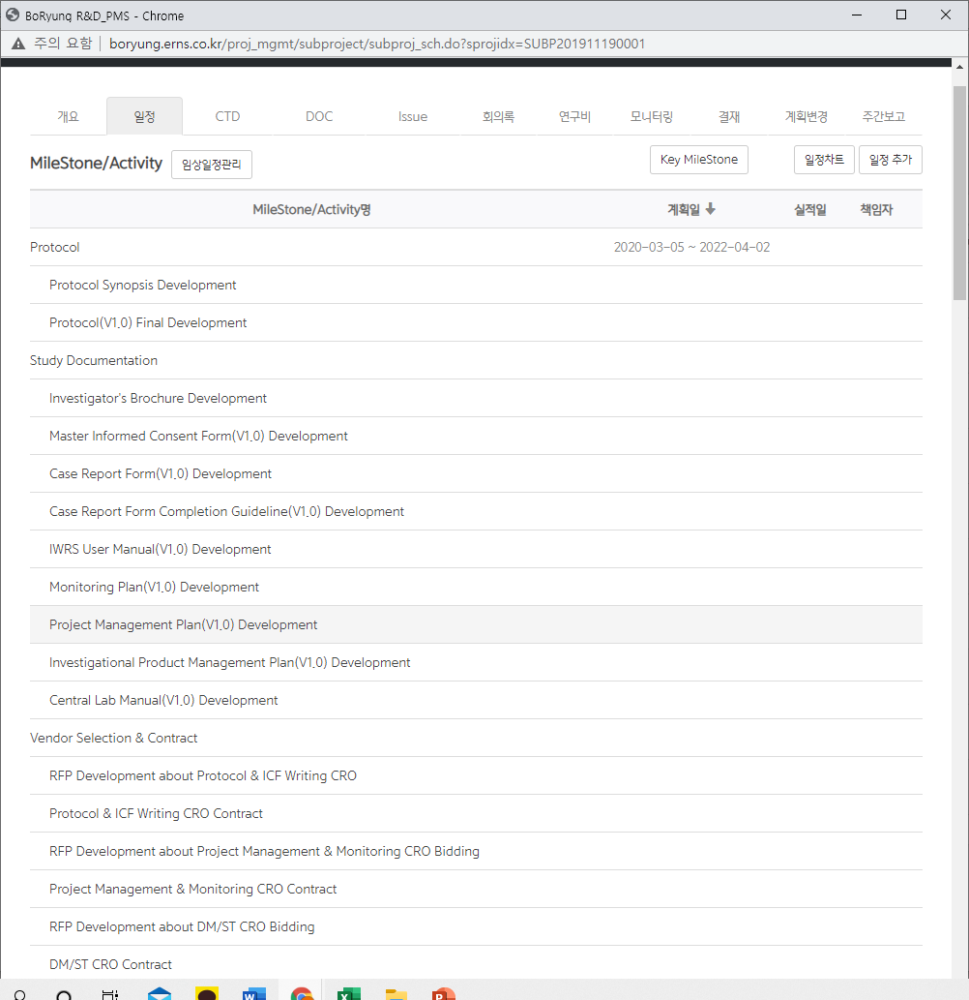 BoRyung R&D_PMS - Chrome
주의 요함 boryung.erns.co.kr/proj_mgmt/subproject/subproj_sch.do?sprojidx=SUBP201911190001
개요 일정 CTD DOC Issue 회의록 연구비 모니터링 결재 계획변경 주간보고
MileStone/Activity 임상일정관리 Key MileStone 일정차트 일정 추가
MileStone/Activity명 계획일 실적일 책임자
Protocol 2020-03-05 ~ 2022-04-02
Protocol Synopsis Development
Protocol(V1.0) Final Development
Study Documentation
Investigator's Brochure Development
Master Informed Consent Form(V1.0) Development
Case Report Form(V1.0) Development
Case Report Form Completion Guideline(V1.0) Development
IWRS User Manual(V1.0) Development
Monitoring Plan(V1.0) Development
Project Management Plan(V1.0) Development
Investigational Product Management Plan(V1.0) Development
Central Lab Manual(V1.0) Development
Vendor Selection & Contract
RFP Development about Protocol & ICF Writing CRO
Protocol & ICF Writing CRO Contract
RFP Development about Project Management & Monitoring CRO Bidding
Project Management & Monitoring CRO Contract
RFP Development about DM/ST CRO Bidding
DM/ST CRO Contract